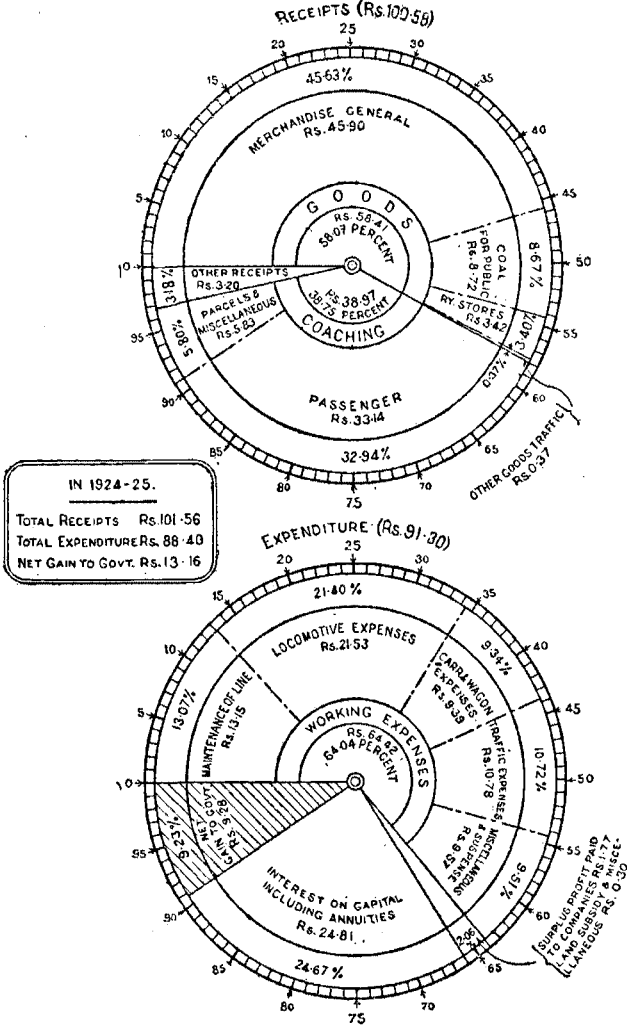 RECEIPTS (Rs.100·58)
25
20
30
15
35
10
40
5
45
10
50
95
55
90
60
85
65
80
70
75
45·63%
MERCHANDISE GENERAL
Rs.45·90
GOODS
Rs. 58·41
58·07 PERCENT
COAL
FOR PUBLIC
Rs. 8·72
8·67%
RY. STORES
Rs 3·42
3·40%
0·37%
OTHER GOODS TRAFFIC
Rs. 0·37
OTHER RECEIPTS
Rs. 3·20
3·18%
PARCELS &
MISCELLANEOUS
Rs. 5·83
5·80%
Rs. 38·97
38·75 PERCENT
COACHING
PASSENGER
Rs. 33·14
32·94%
IN 1924-25.
TOTAL RECEIPTS Rs.101·56
TOTAL EXPENDITURE Rs. 88·40
NET GAIN TO GOVT. Rs. 13·16
EXPENDITURE (Rs. 91·30)
25
20
30
15
35
10
40
5
45
10
50
95
55
90
60
85
65
80
70
75
21·40%
LOCOMOTIVE EXPENSES
Rs. 21·53
9·34%
CARR & WAGON
EXPENSES
Rs. 9·39
13·07%
MAINTENANCE OF LINE
Rs. 13·15
WORKING EXPENSES
Rs. 64·42
64·04 PERCENT
TRAFFIC EXPENSES
Rs. 10·78
10·72%
MISCELLANEOUS
& SUSPENSE
Rs. 9·57
9·51%
9·23%
NET
GAIN TO GOVT.
Rs. 9·28
INTEREST ON CAPITAL
INCLUDING ANNUITIES
Rs. 24·81
24·67%
2·06
SURPLUS PROFIT PAID
TO COMPANIES RS 1·77
LAND SUBSIDY & MISCE-
LLANEOUS RS. 0·30